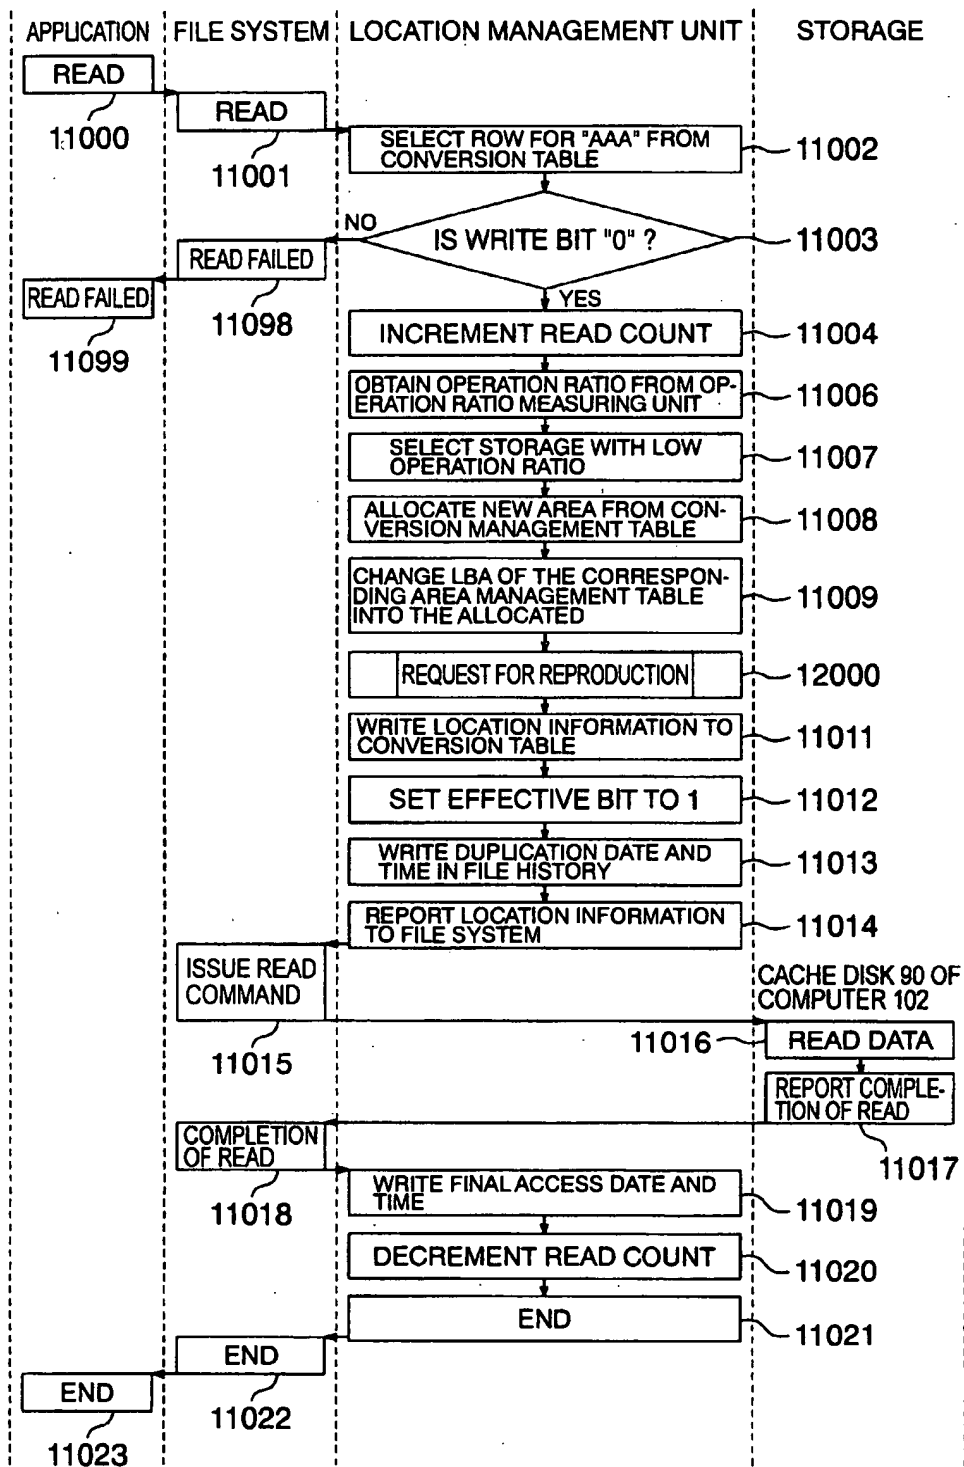 APPLICATION FILE SYSTEM LOCATION MANAGEMENT UNIT STORAGE
READ
11000
READ
11001
SELECT ROW FOR "AAA" FROM
CONVERSION TABLE
11002
IS WRITE BIT "0" ?
11003
NO
YES
READ FAILED
11098
READ FAILED
11099
INCREMENT READ COUNT
11004
OBTAIN OPERATION RATIO FROM OP-
ERATION RATIO MEASURING UNIT
11006
SELECT STORAGE WITH LOW
OPERATION RATIO
11007
ALLOCATE NEW AREA FROM CON-
VERSION MANAGEMENT TABLE
11008
CHANGE LBA OF THE CORRESPON-
DING AREA MANAGEMENT TABLE
INTO THE ALLOCATED
11009
REQUEST FOR REPRODUCTION
12000
WRITE LOCATION INFORMATION TO
CONVERSION TABLE
11011
SET EFFECTIVE BIT TO 1
11012
WRITE DUPLICATION DATE AND
TIME IN FILE HISTORY
11013
REPORT LOCATION INFORMATION
TO FILE SYSTEM
11014
ISSUE READ
COMMAND
11015
CACHE DISK 90 OF
COMPUTER 102
11016
READ DATA
REPORT COMPLE-
TION OF READ
11017
COMPLETION
OF READ
11018
WRITE FINAL ACCESS DATE AND
TIME
11019
DECREMENT READ COUNT
11020
END
11021
END
11022
END
11023